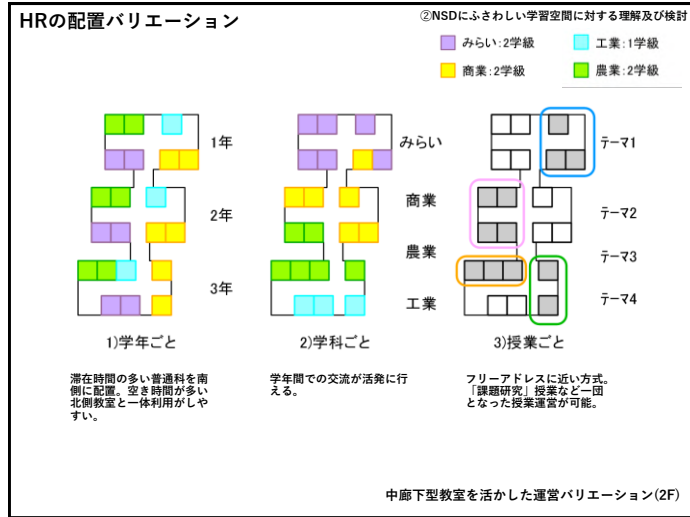 HRの配置バリエーション
②NSDにふさわしい学習空間に対する理解及び検討
みらい:2学級
工業:1学級
商業:2学級
農業:2学級
1年
2年
3年
1)学年ごと
滞在時間の多い普通科を南
側に配置。空き時間が多い
北側教室と一体利用がしや
すい。
みらい
商業
農業
工業
2)学科ごと
学年間での交流が活発に行
える。
テーマ1
テーマ2
テーマ3
テーマ4
3)授業ごと
フリーアドレスに近い方式。
「課題研究」授業など一団
となった授業運営が可能。
中廊下型教室を活かした運営バリエーション(2F)